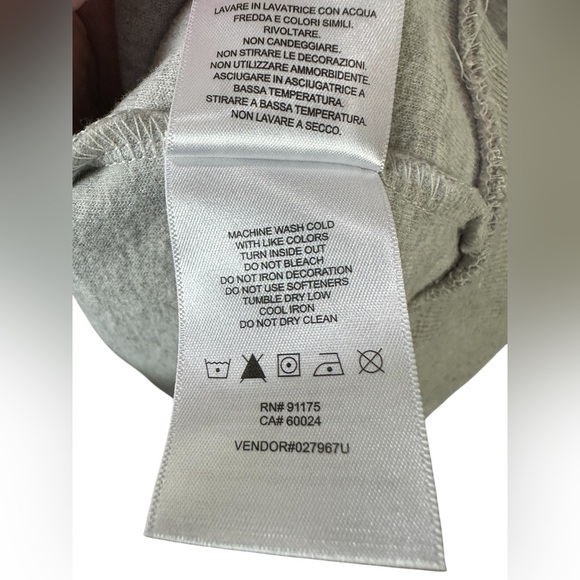 LAVARE IN LAVATRICE CON ACQUA
FREDDA E COLORI SIMILI.
RIVOLTARE.
NON CANDEGGIARE.
NON STIRARE LE DECORAZIONI.
NON UTILIZZARE AMMORBIDENTE.
ASCIUGARE IN ASCIUGATRICE A
BASSA TEMPERATURA.
STIRARE A BASSA TEMPERATURA.
NON LAVARE A SECCO.
MACHINE WASH COLD
WITH LIKE COLORS
TURN INSIDE OUT
DO NOT BLEACH
DO NOT IRON DECORATION
DO NOT USE SOFTENERS
TUMBLE DRY LOW
COOL IRON
DO NOT DRY CLEAN
RN# 91175
CA# 60024
VENDOR#027967U